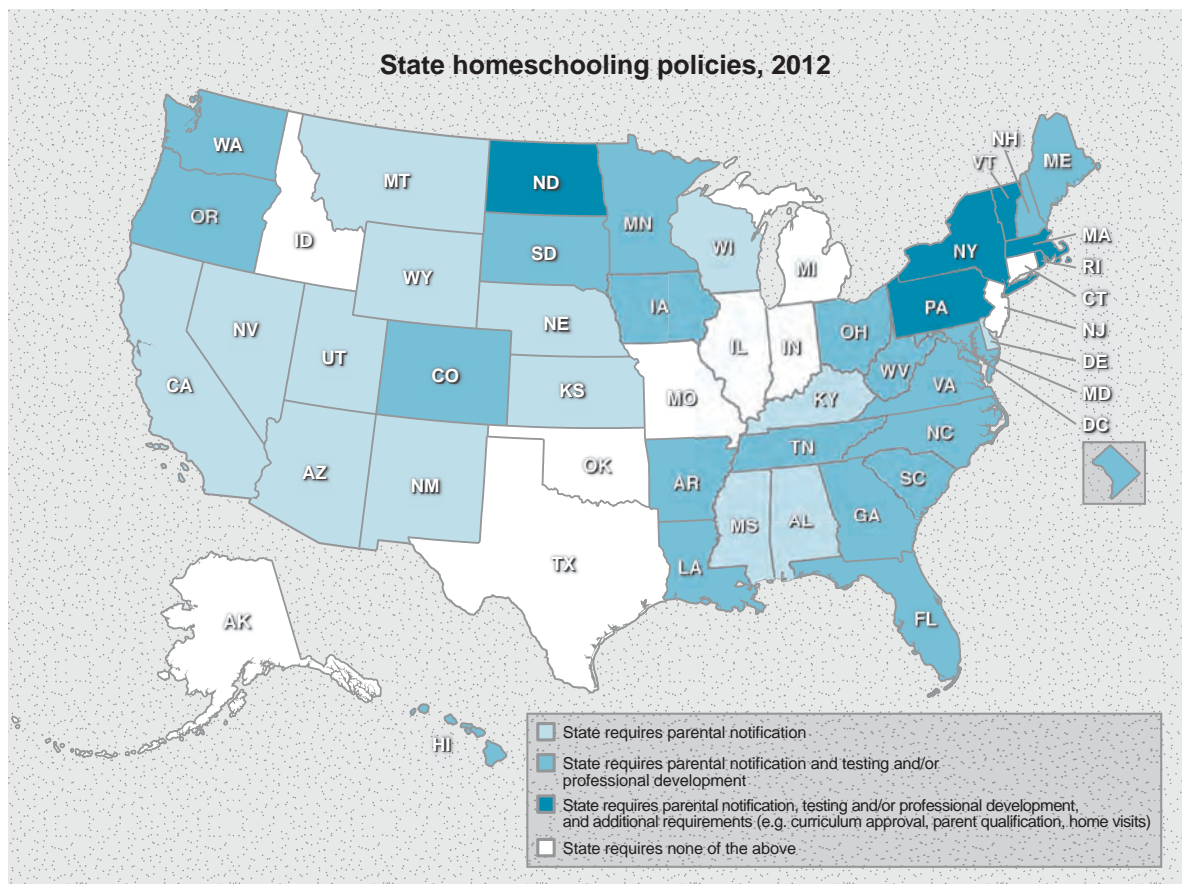 State homeschooling policies, 2012
WA
OR
ID
MT
ND
MN
SD
WY
WI
MI
NH
VT
ME
NY
MA
RI
CT
NJ
DE
MD
DC
PA
CA
NV
UT
CO
NE
KS
IA
IL
IN
OH
WV
VA
MO
KY
AZ
NM
OK
AR
TN
NC
SC
TX
LA
MS
AL
GA
FL
AK
HI
State requires parental notification
State requires parental notification and testing and/or
professional development
State requires parental notification, testing and/or professional development,
and additional requirements (e.g. curriculum approval, parent qualification, home visits)
State requires none of the above